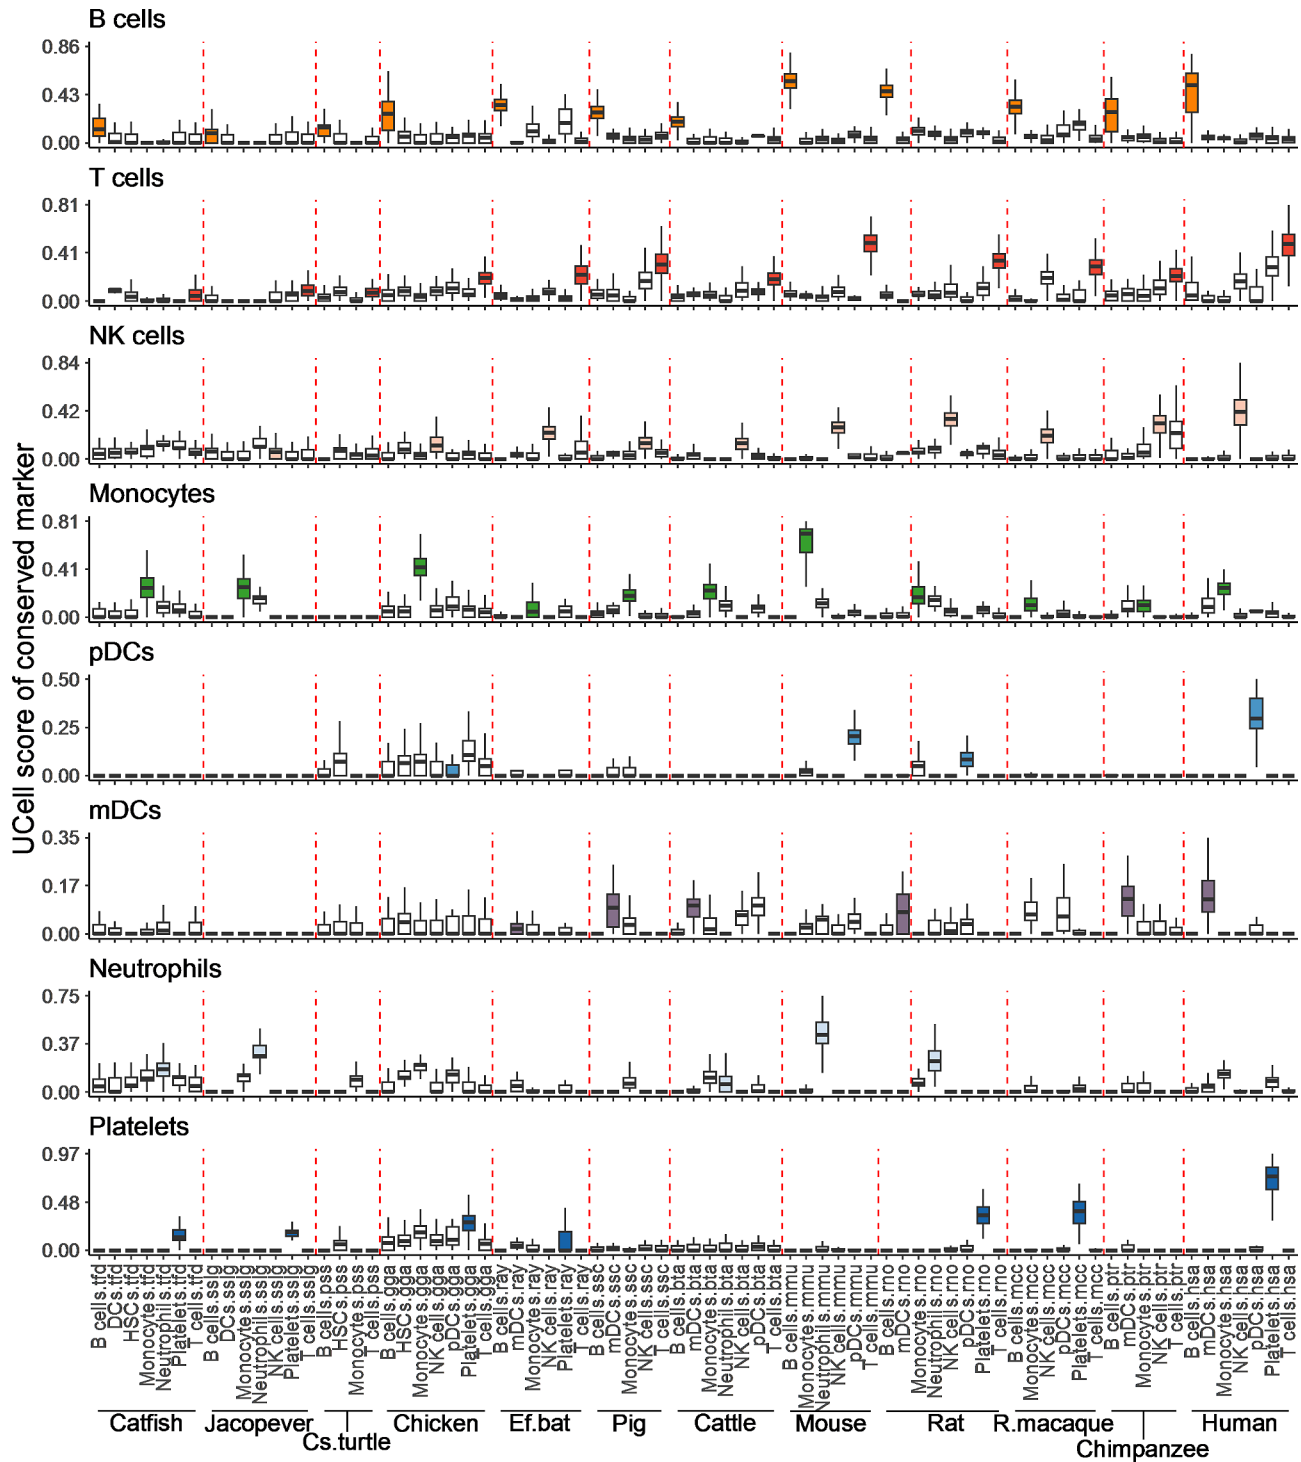 B cells
0.86
0.43
0.00
T cells
0.81
0.41
0.00
NK cells
0.84
0.42
0.00
Monocytes
0.81
0.41
0.00
pDCs
0.50
0.25
0.00
mDCs
0.35
0.17
0.00
Neutrophils
0.75
0.37
0.00
Platelets
0.97
0.48
0.00
UCell score of conserved marker
B cells.tfd
DCs.tfd
HSCs.tfd
Monocytes.tfd
Neutrophils.tfd
Platelets.tfd
T cells.tfd
B cells.sslg
DCs.sslg
Monocytes.sslg
Neutrophils.sslg
NK cells.sslg
Platelets.sslg
T cells.sslg
B cells.pss
HSCs.pss
Monocytes.pss
T cells.pss
B cells.gga
HSCs.gga
Monocytes.gga
NK cells.gga
pDCs.gga
Platelets.gga
T cells.gga
B cells.ray
mDCs.ray
Monocytes.ray
NK cells.ray
Platelets.ray
T cells.ray
B cells.ssc
mDCs.ssc
Monocytes.ssc
NK cells.ssc
T cells.ssc
B cells.bta
mDCs.bta
Monocytes.bta
Neutrophils.bta
NK cells.bta
pDCs.bta
T cells.bta
B cells.mmu
Monocytes.mmu
Neutrophils.mmu
NK cells.mmu
pDCs.mmu
T cells.mmu
B cells.rno
mDCs.rno
Monocytes.rno
Neutrophils.rno
NK cells.rno
pDCs.rno
Platelets.rno
T cells.rno
B cells.mcc
Monocytes.mcc
NK cells.mcc
pDCs.mcc
Platelets.mcc
T cells.mcc
B cells.ptr
mDCs.ptr
Monocytes.ptr
NK cells.ptr
T cells.ptr
B cells.hsa
mDCs.hsa
Monocytes.hsa
NK cells.hsa
pDCs.hsa
Platelets.hsa
T cells.hsa
Catfish
Jacopever
Cs.turtle
Chicken
Ef.bat
Pig
Cattle
Mouse
Rat
R.macaque
Chimpanzee
Human